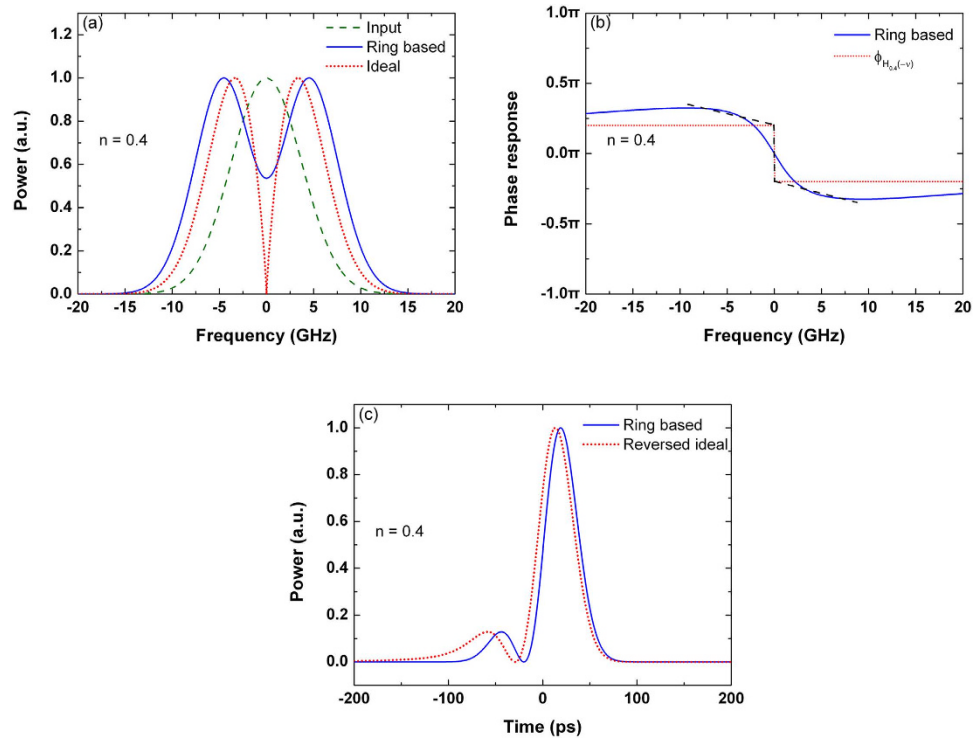 (a)
Input
Ring based
Ideal
n = 0.4
Power (a.u.)
1.2
1.0
0.8
0.6
0.4
0.2
0.0
-20 -15 -10 -5 0 5 10 15 20
Frequency (GHz)
(b)
Ring based
ϕH0.4(-ν)
n = 0.4
Phase response
1.0π
0.5π
0.0π
-0.5π
-1.0π
-20 -15 -10 -5 0 5 10 15 20
Frequency (GHz)
(c)
Ring based
Reversed ideal
n = 0.4
Power (a.u.)
1.0
0.8
0.6
0.4
0.2
0.0
-200 -100 0 100 200
Time (ps)